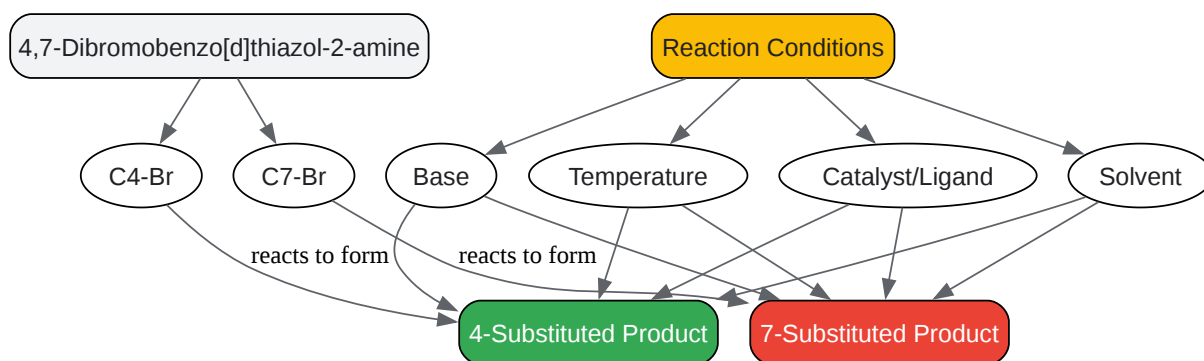 4,7-Dibromobenzo[d]thiazol-2-amine
Reaction Conditions
C4-Br
C7-Br
Base
Temperature
Catalyst/Ligand
Solvent
reacts to form
reacts to form
4-Substituted Product
7-Substituted Product